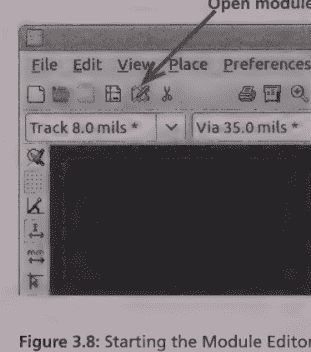 Open module
File Edit View Place Preferences
Track 8.0 mils * Via 35.0 mils *
mm
Figure 3.8: Starting the Module Editor